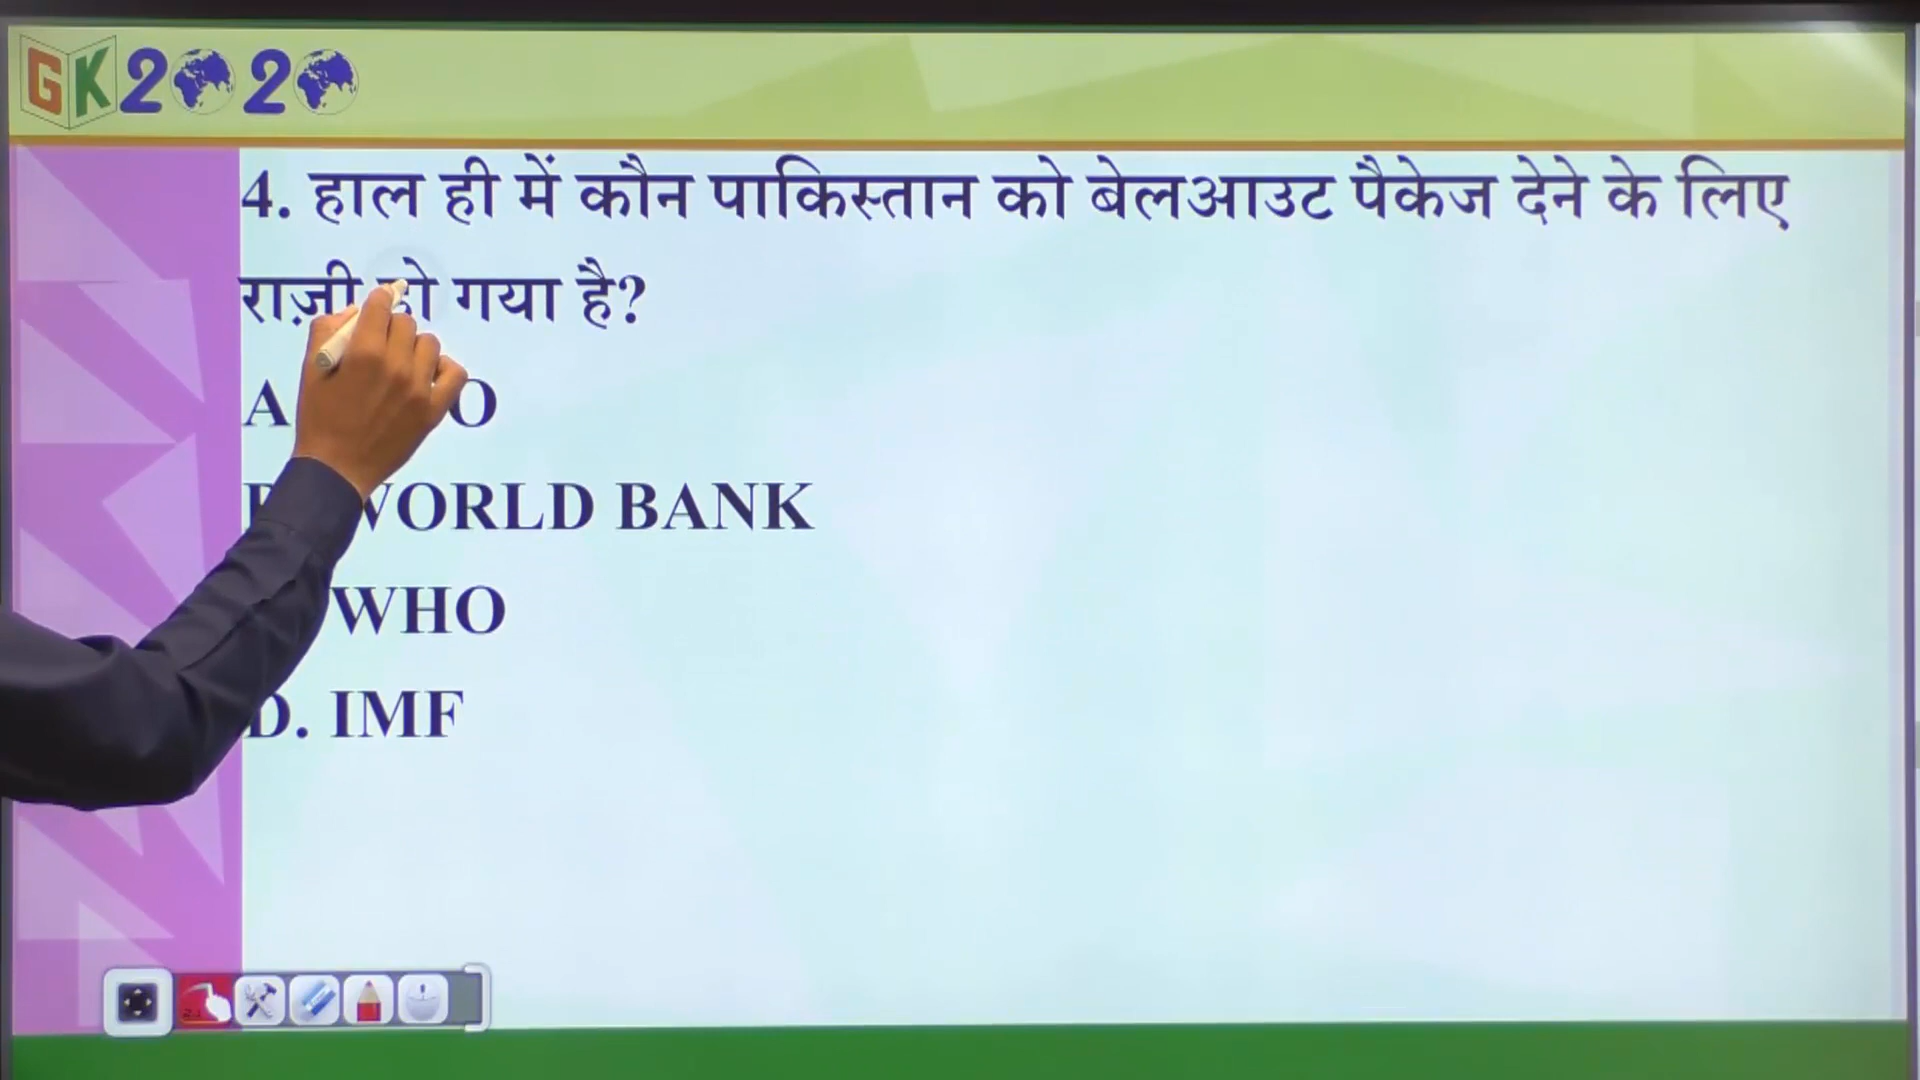 GK2020
4. हाल ही में कौन पाकिस्तान को बेलआउट पैकेज देने के लिए
राज़ी हो गया है?
A
WORLD BANK
WHO
D. IMF